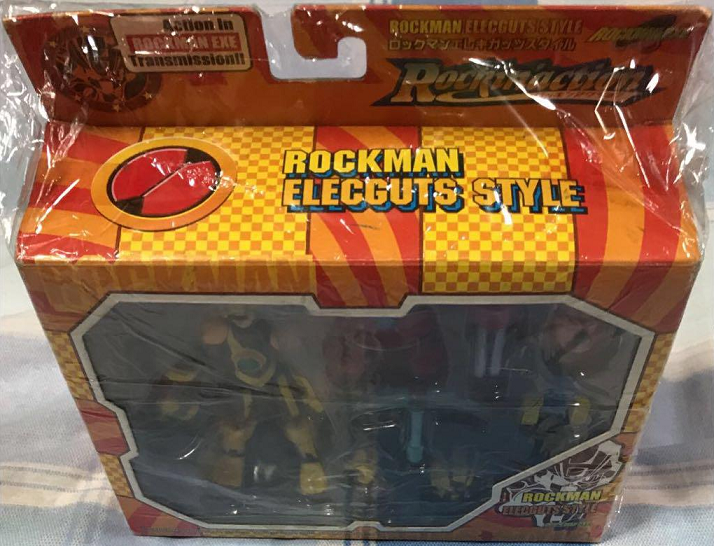 Action In
ROCKMAN EXE
Transmission!!
ROCKMAN ELECGUTS STYLE
ロックマンエレキガッツスタイル
ROCKMAN EXE
Rockin'action
ROCKMAN
ELECGUTS STYLE
ROCKMAN
ELECGUTS STYLE